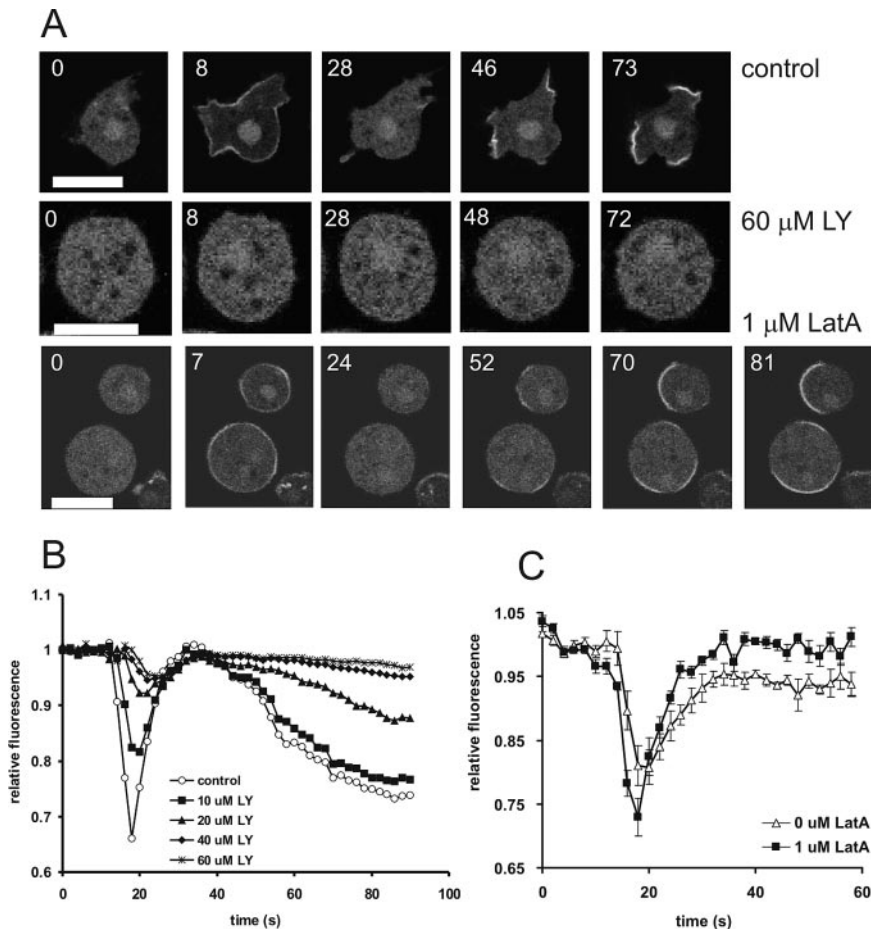 A
0 8 28 46 73 control
0 8 28 48 72 60 μM LY
1 μM LatA
0 7 24 52 70 81
B
1.1
1
0.9
0.8
0.7
0.6
relative fluorescence
control
10 uM LY
20 uM LY
40 uM LY
60 uM LY
0 20 40 60 80 100
time (s)
C
1.05
0.95
0.85
0.75
0.65
relative fluorescence
0 uM LatA
1 uM LatA
0 20 40 60
time (s)